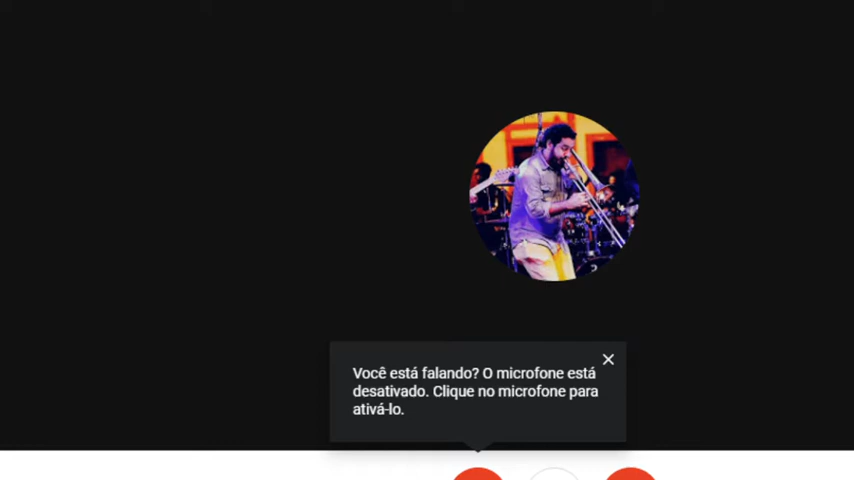 Você está falando? O microfone está
desativado. Clique no microfone para
ativá-lo.